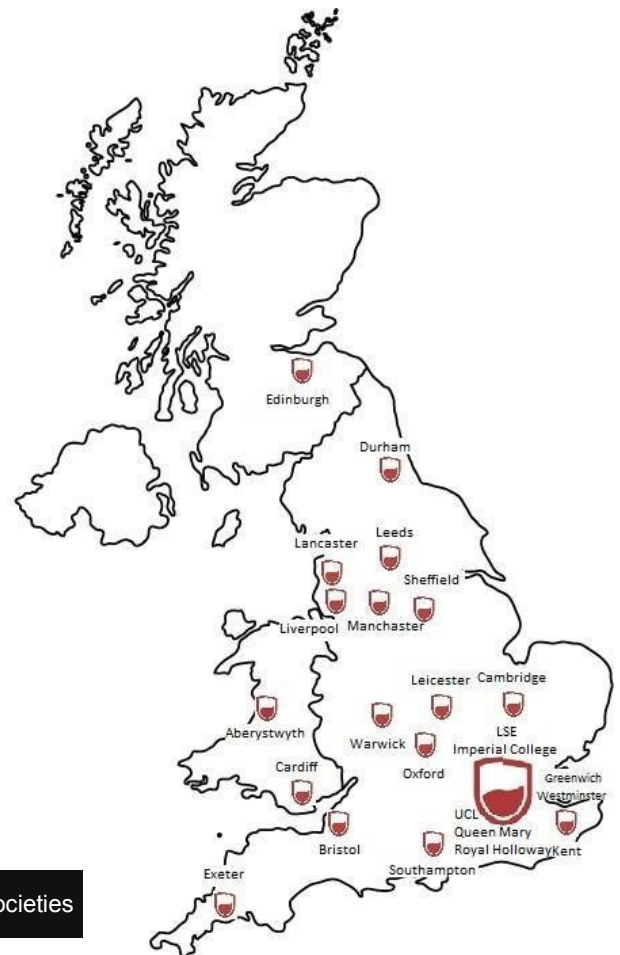 Edinburgh
Durham
Leeds
Lancaster
Sheffield
Liverpool
Manchaster
Leicester
Cambridge
Aberystwyth
Warwick
LSE
Imperial College
Oxford
Greenwich
Westminster
Cardiff
UCL
Queen Mary
Royal Holloway
Kent
Bristol
Southampton
Exeter
ocieties